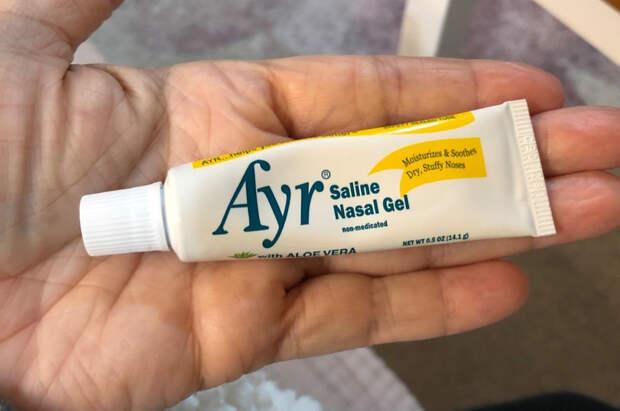 Ayr®
Saline
Nasal Gel
non-medicated
with ALOE VERA
Moisturizes & Soothes
Dry, Stuffy Noses
NET WT 0.5 OZ (14.1 g)